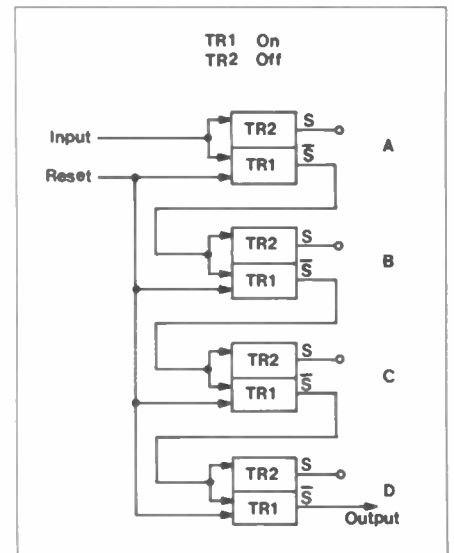 TR1 On
TR2 Off
Input
TR2 S
A
Reset
TR1 S̅
TR2 S
B
TR1 S̅
TR2 S
C
TR1 S̅
TR2 S
D
TR1 S̅
Output